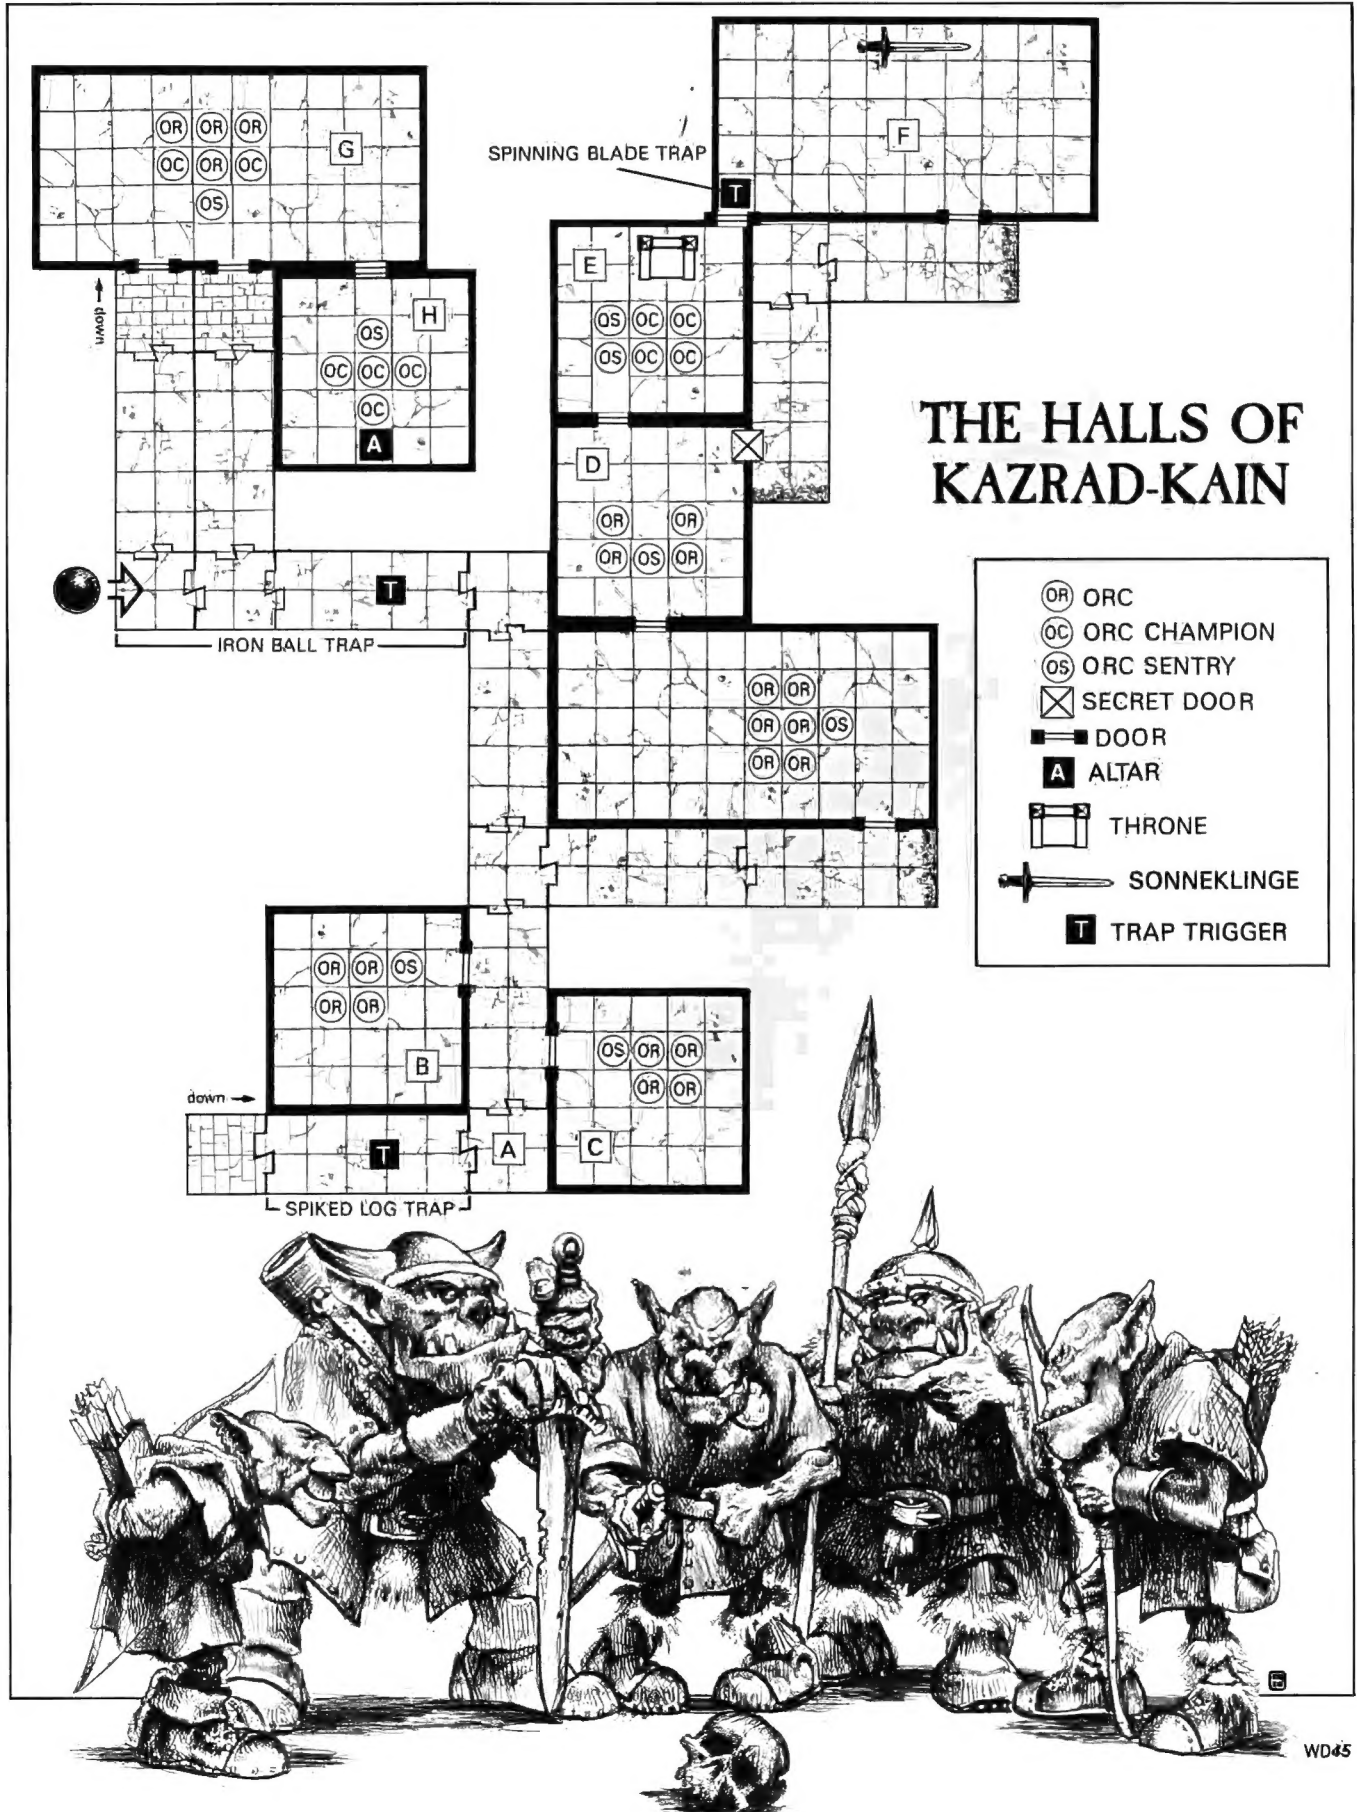 F
SPINNING BLADE TRAP
T
OR OR OR
G
OC OR OC
OS
E
H
down
OS OC OC
OS OC OC
OS
OC OC OC
OC
A
THE HALLS OF
KAZRAD-KAIN
D
OR OR
OR OS OR
T
IRON BALL TRAP
OR ORC
OC ORC CHAMPION
OS ORC SENTRY
SECRET DOOR
DOOR
A ALTAR
THRONE
SONNEKLINGE
T TRAP TRIGGER
OR OR
OR OR OS
OR OR
OR OR OS
OR OR
B
OS OR OR
OR OR
down
T
A
C
SPIKED LOG TRAP
WD45